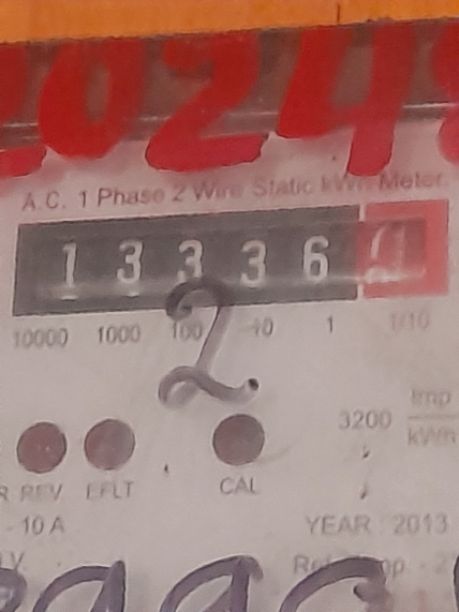 2024
A.C. 1 Phase 2 Wire Static kWh Meter.
1 3 3 3 6
10000 1000 100 10 1 1/10
2
3200 imp/kWh
REV EFLT CAL
- 10 A
YEAR : 2013